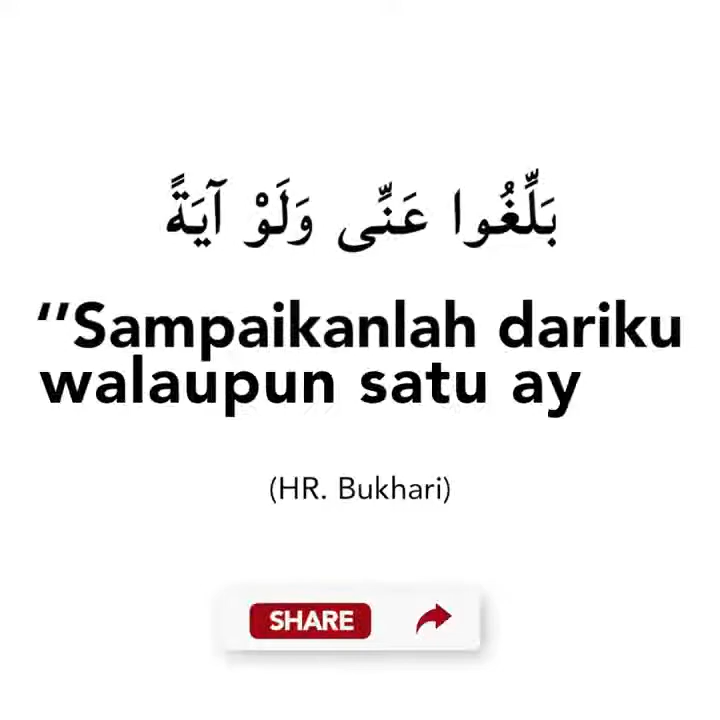 بَلِّغُوا عَنِّى وَلَوْ آيَةً
‘‘Sampaikanlah dariku
walaupun satu ay
(HR. Bukhari)
SHARE